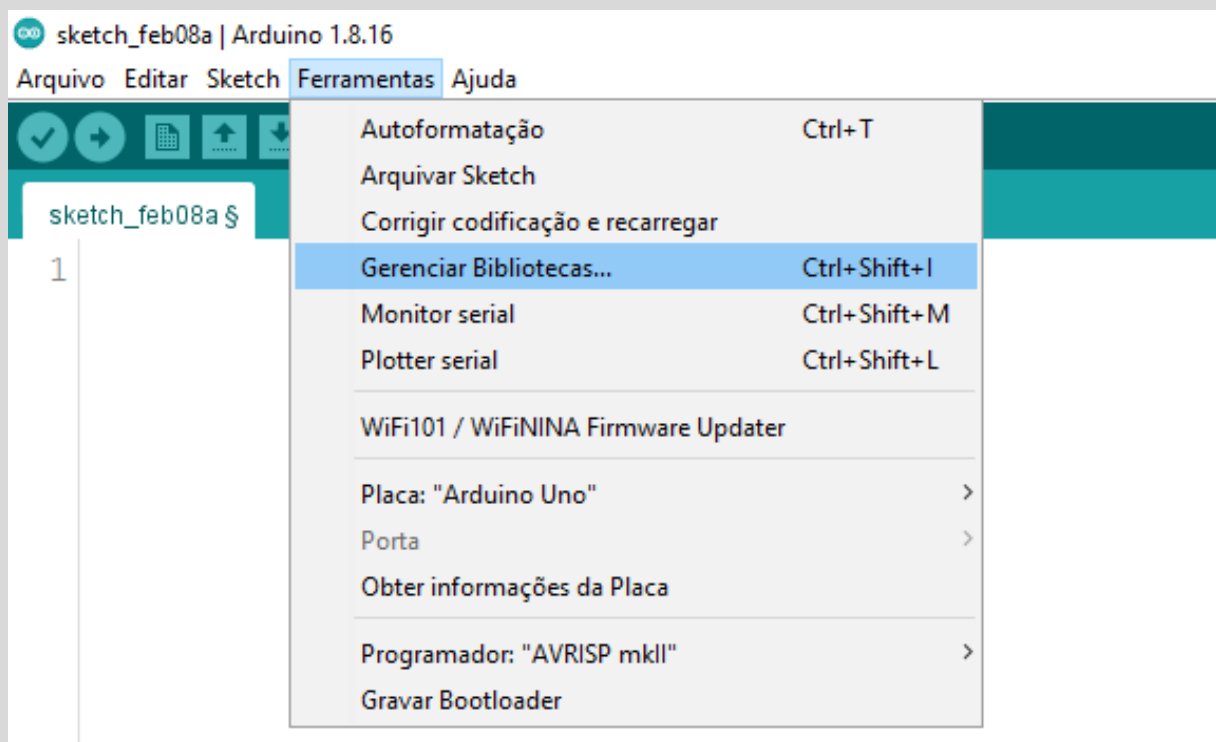 sketch_feb08a | Arduino 1.8.16
Arquivo Editar Sketch Ferramentas Ajuda
sketch_feb08a §
1
Autoformatação Ctrl+T
Arquivar Sketch
Corrigir codificação e recarregar
Gerenciar Bibliotecas... Ctrl+Shift+I
Monitor serial Ctrl+Shift+M
Plotter serial Ctrl+Shift+L
WiFi101 / WiFiNINA Firmware Updater
Placa: "Arduino Uno"
Porta
Obter informações da Placa
Programador: "AVRISP mkII"
Gravar Bootloader